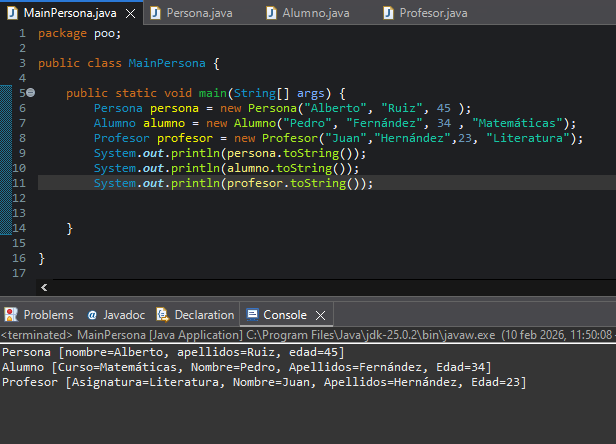 MainPersona.java Persona.java Alumno.java Profesor.java
1 package poo;
2
3 public class MainPersona {
4
5 public static void main(String[] args) {
6 Persona persona = new Persona("Alberto", "Ruiz", 45 );
7 Alumno alumno = new Alumno("Pedro", "Fernández", 34 , "Matemáticas");
8 Profesor profesor = new Profesor("Juan","Hernández",23, "Literatura");
9 System.out.println(persona.toString());
10 System.out.println(alumno.toString());
11 System.out.println(profesor.toString());
12
13
14 }
15
16 }
17
Problems Javadoc Declaration Console
<terminated> MainPersona [Java Application] C:\Program Files\Java\jdk-25.0.2\bin\javaw.exe (10 feb 2026, 11:50:08
Persona [nombre=Alberto, apellidos=Ruiz, edad=45]
Alumno [Curso=Matemáticas, Nombre=Pedro, Apellidos=Fernández, Edad=34]
Profesor [Asignatura=Literatura, Nombre=Juan, Apellidos=Hernández, Edad=23]